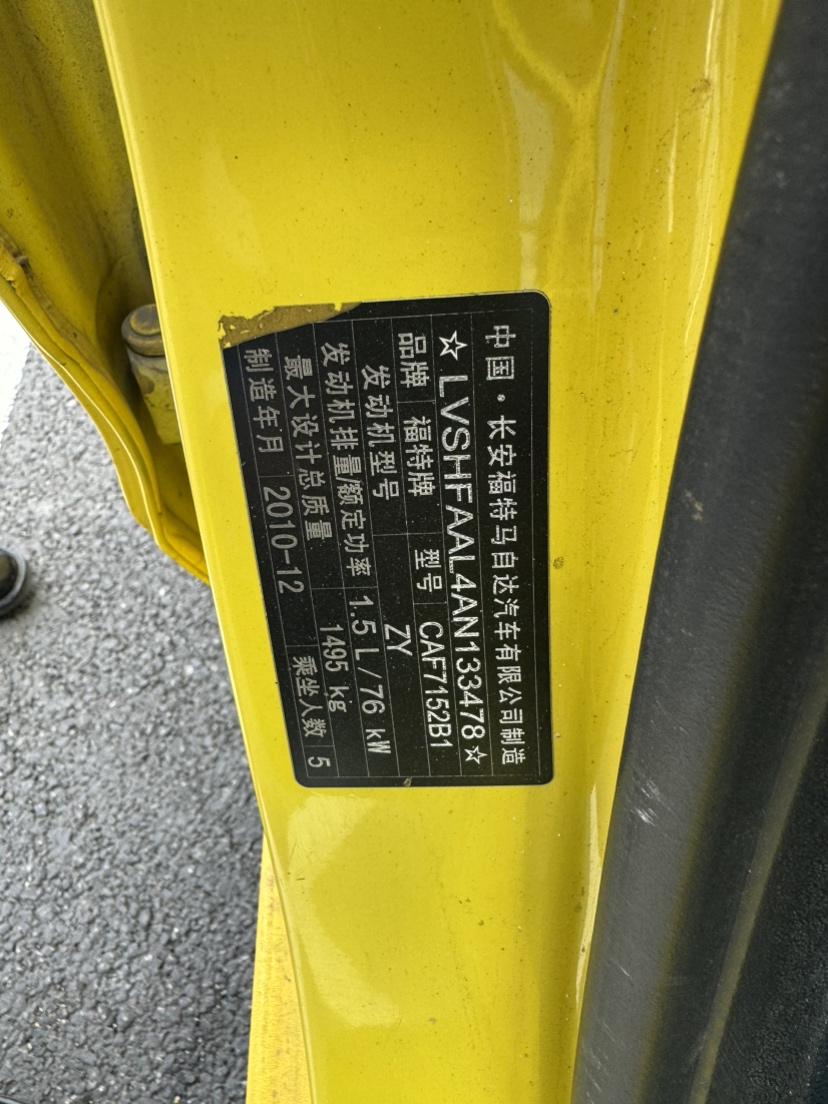 中国·长安福特马自达汽车有限公司制造
☆LVSHFAAL4AN133478☆
品牌 福特牌 型号 CAF7152B1
发动机型号 ZY
发动机排量/额定功率 1.5 L / 76 kW
最大设计总质量 1495 kg
制造年月 2010-12 乘坐人数 5